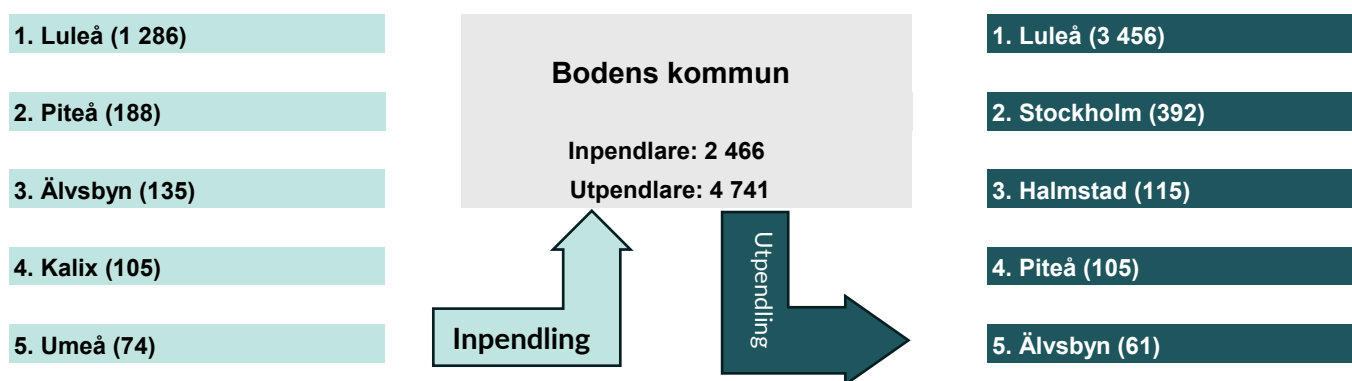 1. Luleå (1 286)
2. Piteå (188)
3. Älvsbyn (135)
4. Kalix (105)
5. Umeå (74)
Bodens kommun
Inpendlare: 2 466
Utpendlare: 4 741
Inpendling
Utpendling
1. Luleå (3 456)
2. Stockholm (392)
3. Halmstad (115)
4. Piteå (105)
5. Älvsbyn (61)